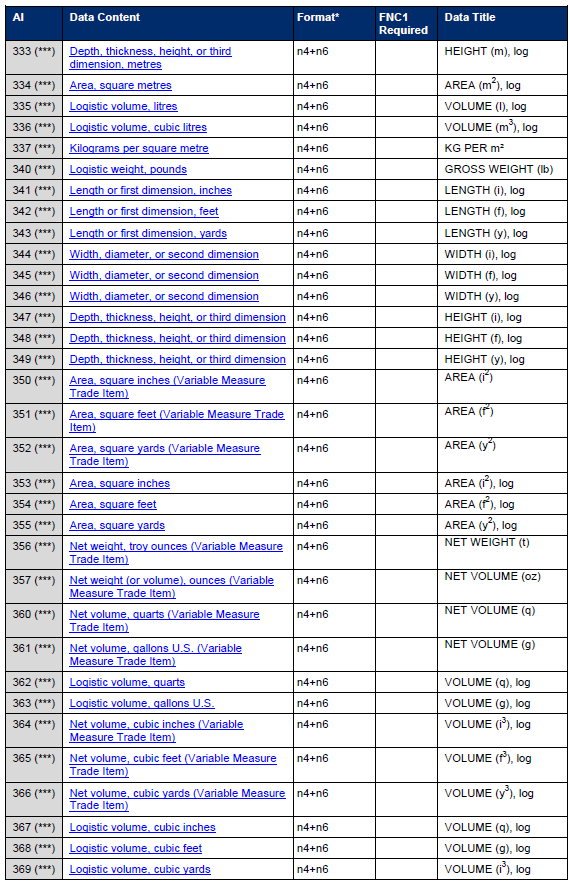 AI Data Content Format* FNC1 Required Data Title
333 (***) Depth, thickness, height, or third dimension, metres n4+n6 HEIGHT (m), log
334 (***) Area, square metres n4+n6 AREA (m²), log
335 (***) Logistic volume, litres n4+n6 VOLUME (l), log
336 (***) Logistic volume, cubic litres n4+n6 VOLUME (m³), log
337 (***) Kilograms per square metre n4+n6 KG PER m²
340 (***) Logistic weight, pounds n4+n6 GROSS WEIGHT (lb)
341 (***) Length or first dimension, inches n4+n6 LENGTH (i), log
342 (***) Length or first dimension, feet n4+n6 LENGTH (f), log
343 (***) Length or first dimension, yards n4+n6 LENGTH (y), log
344 (***) Width, diameter, or second dimension n4+n6 WIDTH (i), log
345 (***) Width, diameter, or second dimension n4+n6 WIDTH (f), log
346 (***) Width, diameter, or second dimension n4+n6 WIDTH (y), log
347 (***) Depth, thickness, height, or third dimension n4+n6 HEIGHT (i), log
348 (***) Depth, thickness, height, or third dimension n4+n6 HEIGHT (f), log
349 (***) Depth, thickness, height, or third dimension n4+n6 HEIGHT (y), log
350 (***) Area, square inches (Variable Measure Trade Item) n4+n6 AREA (i²)
351 (***) Area, square feet (Variable Measure Trade Item) n4+n6 AREA (f²)
352 (***) Area, square yards (Variable Measure Trade Item) n4+n6 AREA (y²)
353 (***) Area, square inches n4+n6 AREA (i²), log
354 (***) Area, square feet n4+n6 AREA (f²), log
355 (***) Area, square yards n4+n6 AREA (y²), log
356 (***) Net weight, troy ounces (Variable Measure Trade Item) n4+n6 NET WEIGHT (t)
357 (***) Net weight (or volume), ounces (Variable Measure Trade Item) n4+n6 NET VOLUME (oz)
360 (***) Net volume, quarts (Variable Measure Trade Item) n4+n6 NET VOLUME (q)
361 (***) Net volume, gallons U.S. (Variable Measure Trade Item) n4+n6 NET VOLUME (g)
362 (***) Logistic volume, quarts n4+n6 VOLUME (q), log
363 (***) Logistic volume, gallons U.S. n4+n6 VOLUME (g), log
364 (***) Net volume, cubic inches (Variable Measure Trade Item) n4+n6 VOLUME (i³), log
365 (***) Net volume, cubic feet (Variable Measure Trade Item) n4+n6 VOLUME (f³), log
366 (***) Net volume, cubic yards (Variable Measure Trade Item) n4+n6 VOLUME (y³), log
367 (***) Logistic volume, cubic inches n4+n6 VOLUME (q), log
368 (***) Logistic volume, cubic feet n4+n6 VOLUME (g), log
369 (***) Logistic volume, cubic yards n4+n6 VOLUME (i³), log